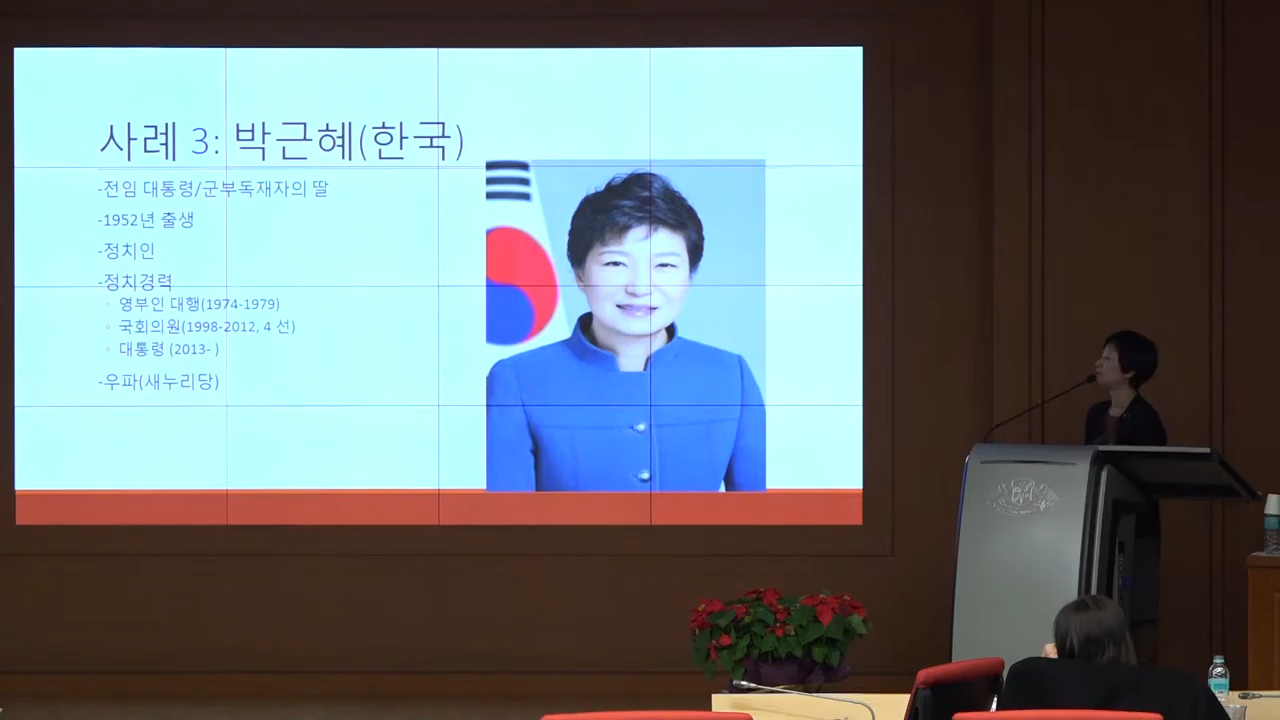 사례 3: 박근혜(한국)
-전임 대통령/군부독재자의 딸
-1952년 출생
-정치인
-정치경력
◦ 영부인 대행(1974-1979)
◦ 국회의원(1998-2012, 4 선)
◦ 대통령 (2013- )
-우파(새누리당)